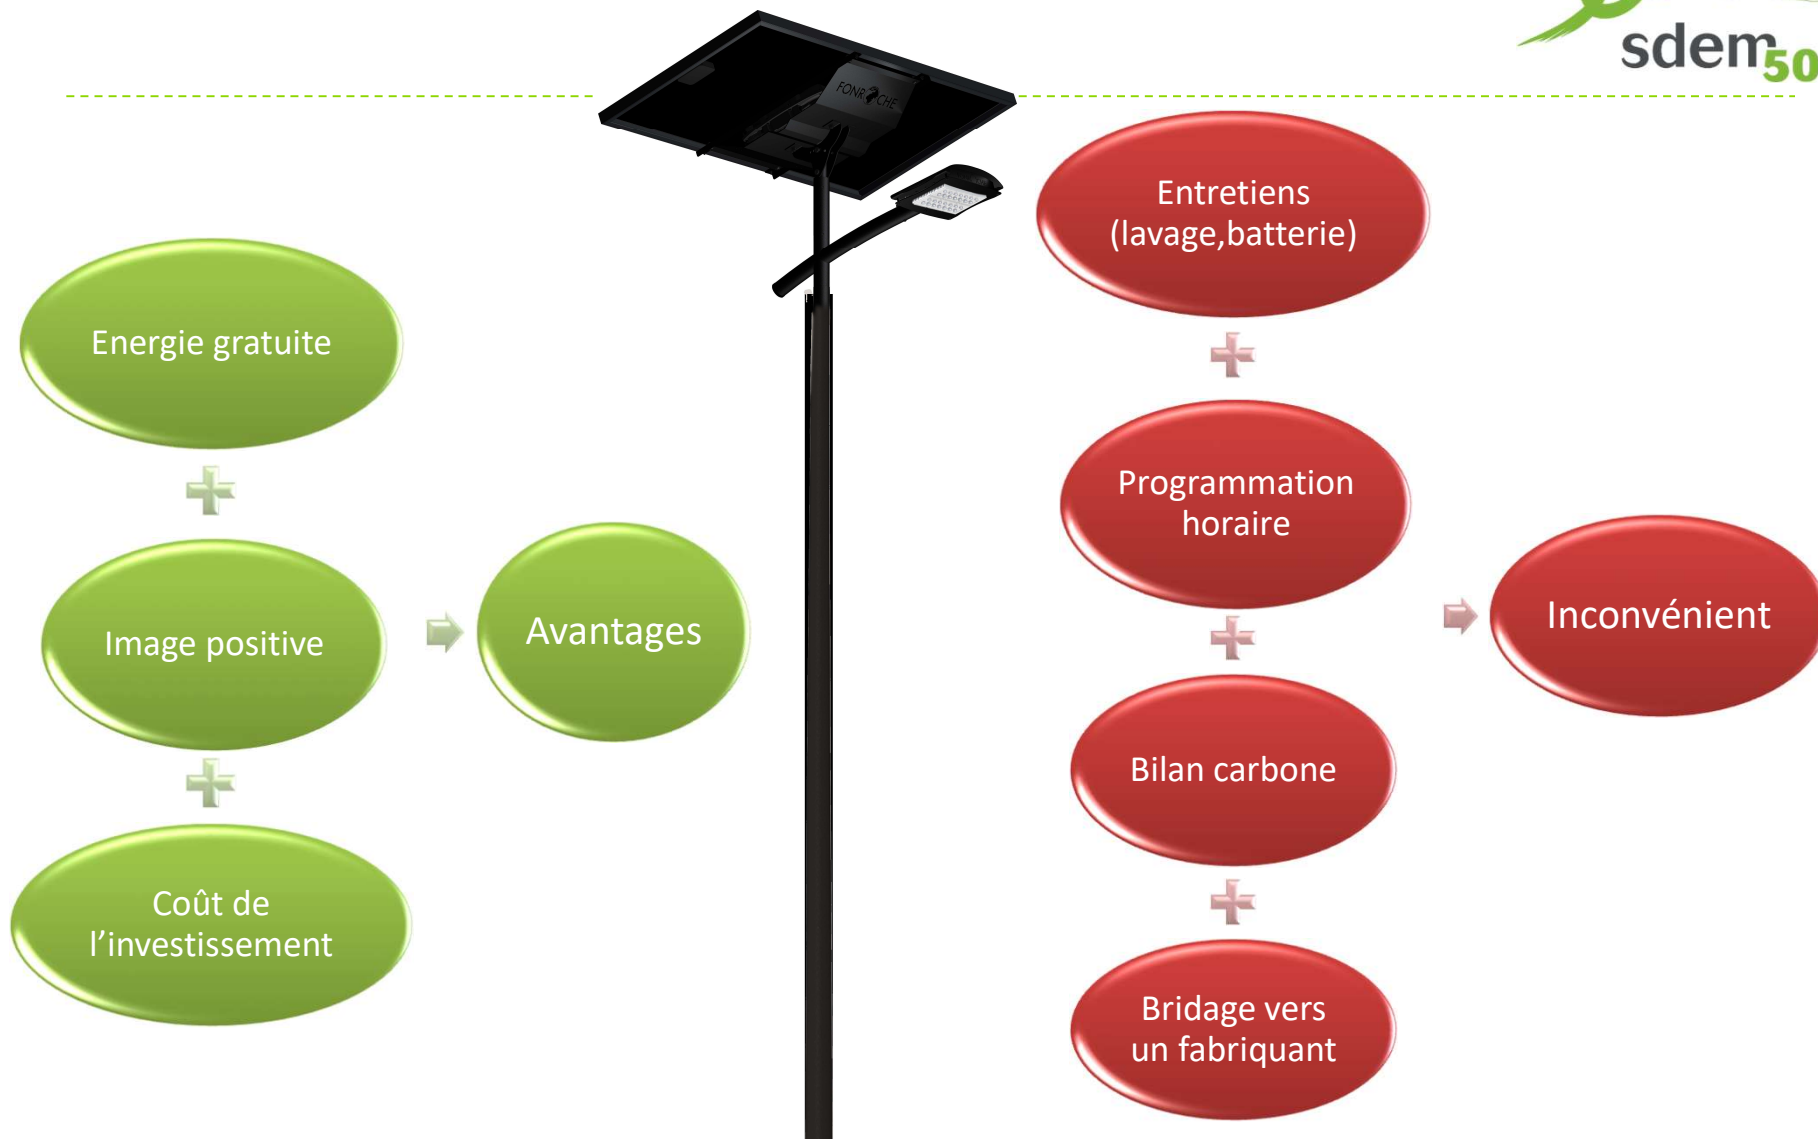 sdem50
FONROCHE
Energie gratuite
Image positive
Coût de
l’investissement
Avantages
Entretiens
(lavage,batterie)
Programmation
horaire
Bilan carbone
Bridage vers
un fabriquant
Inconvénient